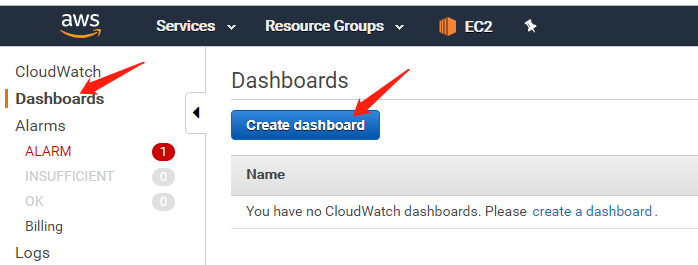 aws
Services
Resource Groups
EC2
CloudWatch
Dashboards
Alarms
ALARM 1
INSUFFICIENT 0
OK 0
Billing
Logs
Dashboards
Create dashboard
Name
You have no CloudWatch dashboards. Please create a dashboard.